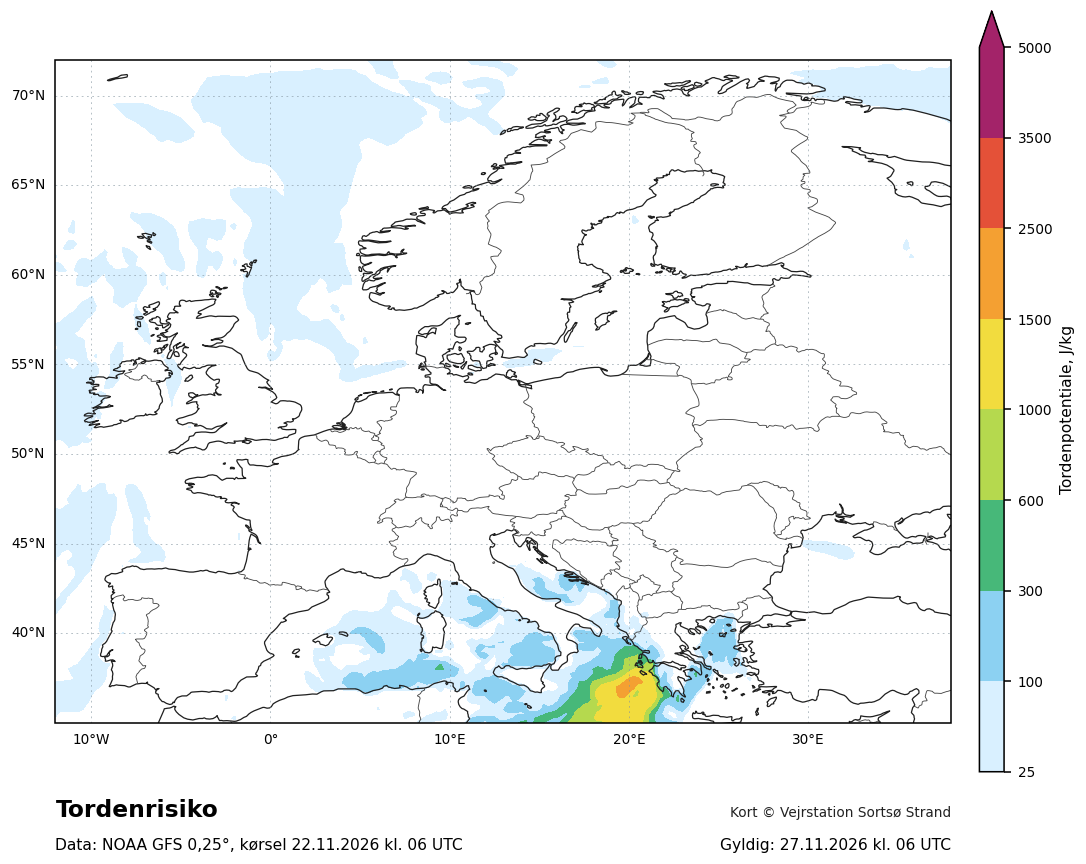 5000
3500
2500
1500
1000
600
300
100
25
Tordenpotentiale, J/kg
70°N
65°N
60°N
55°N
50°N
45°N
40°N
10°W
0°
10°E
20°E
30°E
Tordenrisiko
Kort © Vejrstation Sortsø Strand
Data: NOAA GFS 0,25°, kørsel 22.11.2026 kl. 06 UTC
Gyldig: 27.11.2026 kl. 06 UTC